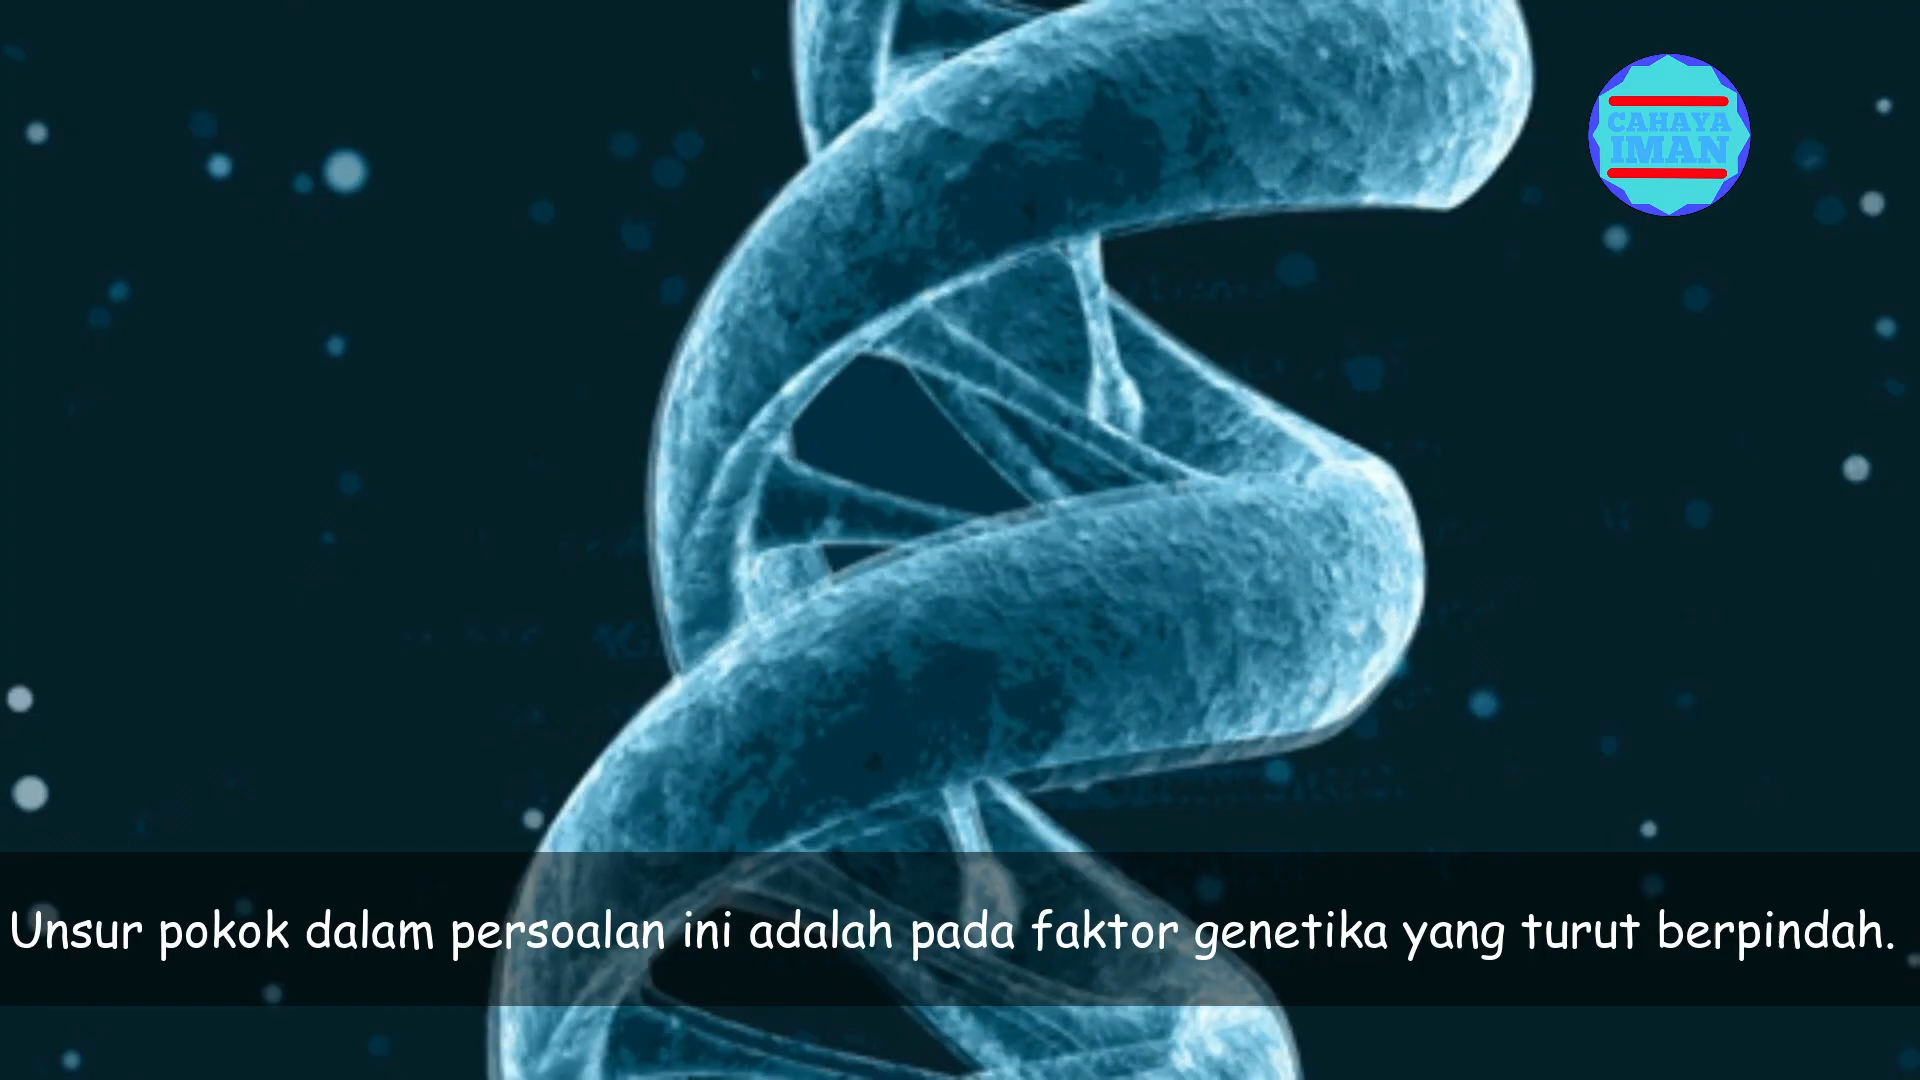 CAHAYA
IMAN
Unsur pokok dalam persoalan ini adalah pada faktor genetika yang turut berpindah.